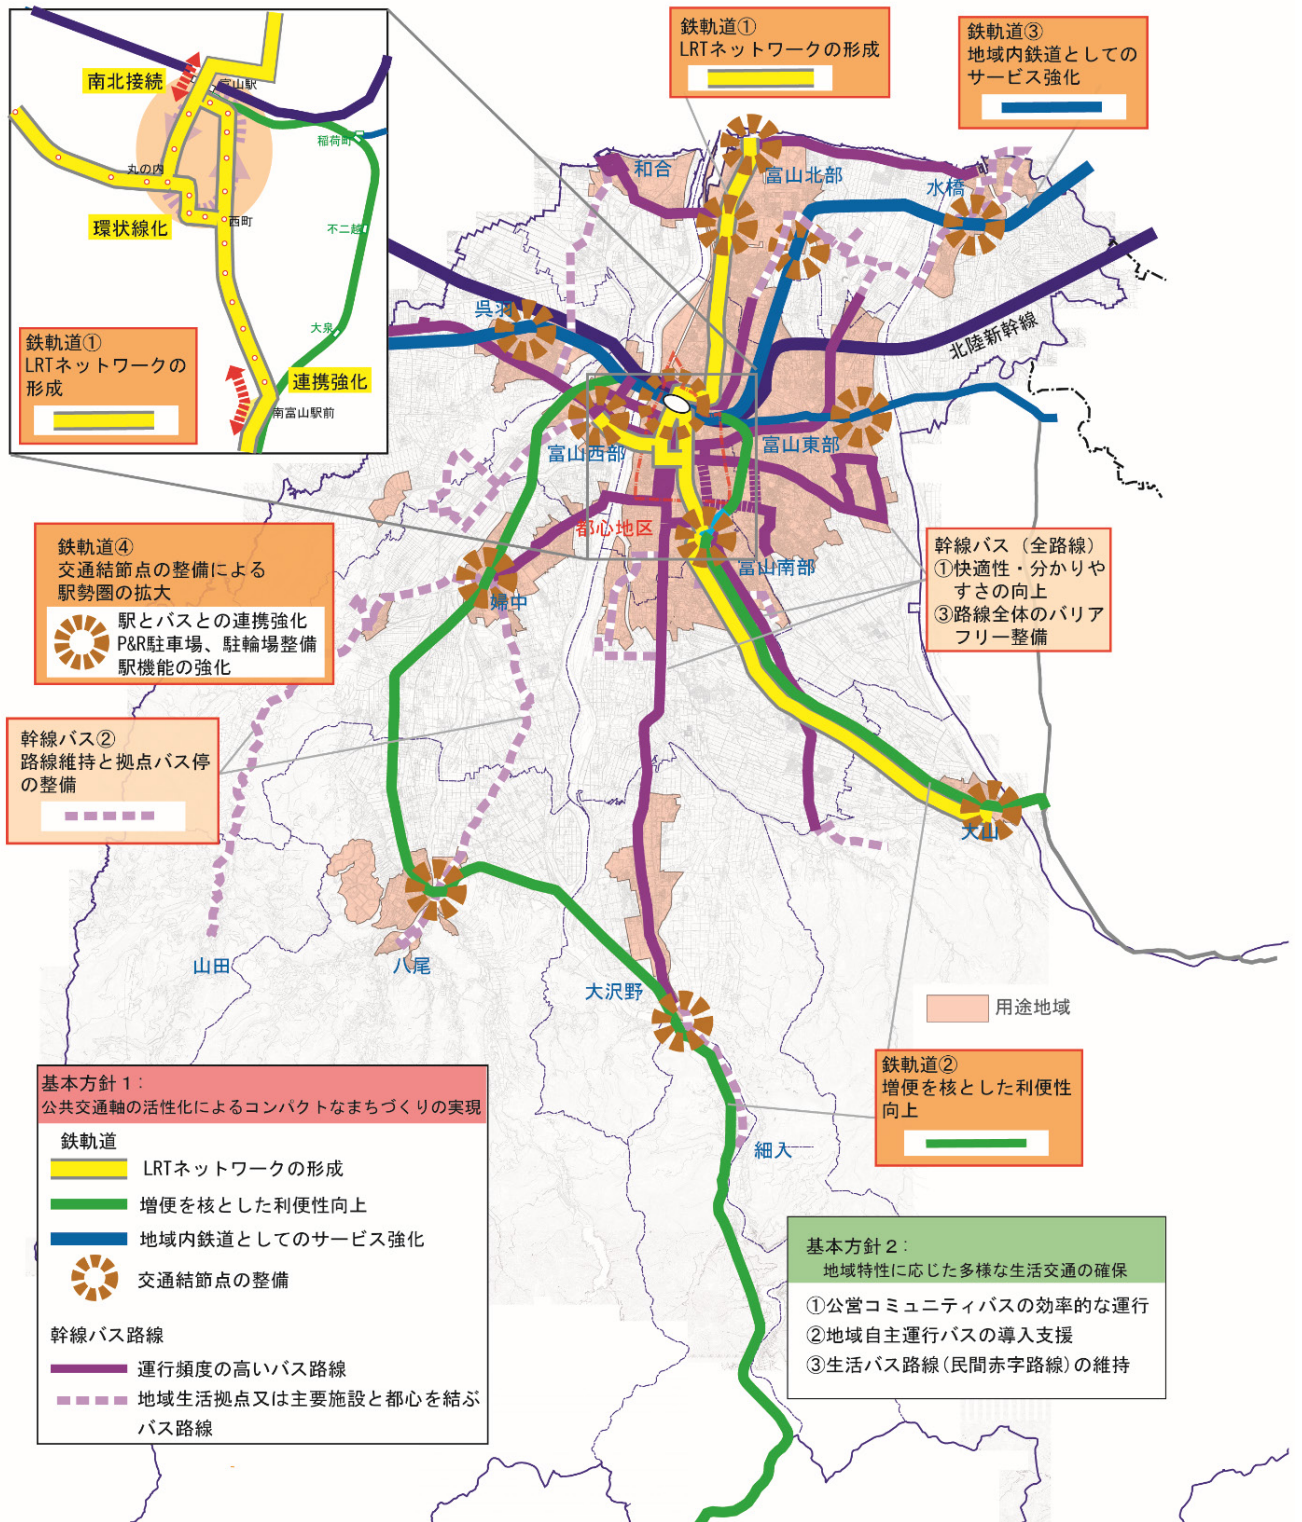 南北接続
富山駅
稲荷町
丸の内
環状線化
西町
不二越
大泉
鉄軌道①
LRTネットワークの
形成
連携強化
南富山駅前
鉄軌道①
LRTネットワークの形成
鉄軌道③
地域内鉄道としての
サービス強化
和合
富山北部
水橋
呉羽
北陸新幹線
富山西部
富山東部
都心地区
富山南部
婦中
鉄軌道④
交通結節点の整備による
駅勢圏の拡大
駅とバスとの連携強化
P&R駐車場、駐輪場整備
駅機能の強化
幹線バス（全路線）
①快適性・分かりや
すさの向上
③路線全体のバリア
フリー整備
幹線バス②
路線維持と拠点バス停
の整備
大山
山田
八尾
大沢野
用途地域
鉄軌道②
増便を核とした利便性
向上
細入
基本方針１：
公共交通軸の活性化によるコンパクトなまちづくりの実現
鉄軌道
LRTネットワークの形成
増便を核とした利便性向上
地域内鉄道としてのサービス強化
交通結節点の整備
幹線バス路線
運行頻度の高いバス路線
地域生活拠点又は主要施設と都心を結ぶ
バス路線
基本方針２：
地域特性に応じた多様な生活交通の確保
①公営コミュニティバスの効率的な運行
②地域自主運行バスの導入支援
③生活バス路線（民間赤字路線）の維持